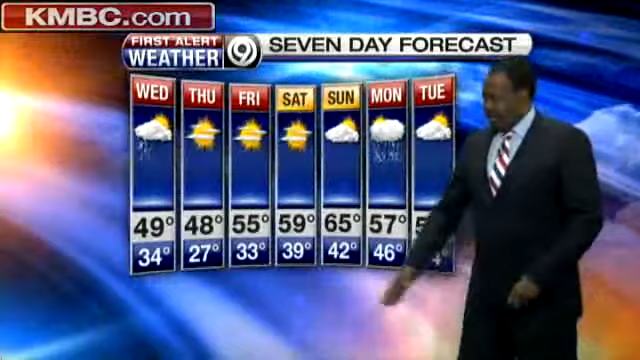 KMBC.com
FIRST ALERT
WEATHER 9 SEVEN DAY FORECAST
WED THU FRI SAT SUN MON TUE
49° 48° 55° 59° 65° 57°
34° 27° 33° 39° 42° 46°